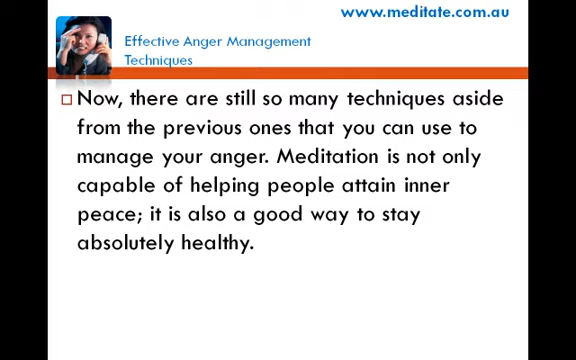 www.meditate.com.au
Effective Anger Management
Techniques
Now, there are still so many techniques aside
from the previous ones that you can use to
manage your anger. Meditation is not only
capable of helping people attain inner
peace; it is also a good way to stay
absolutely healthy.